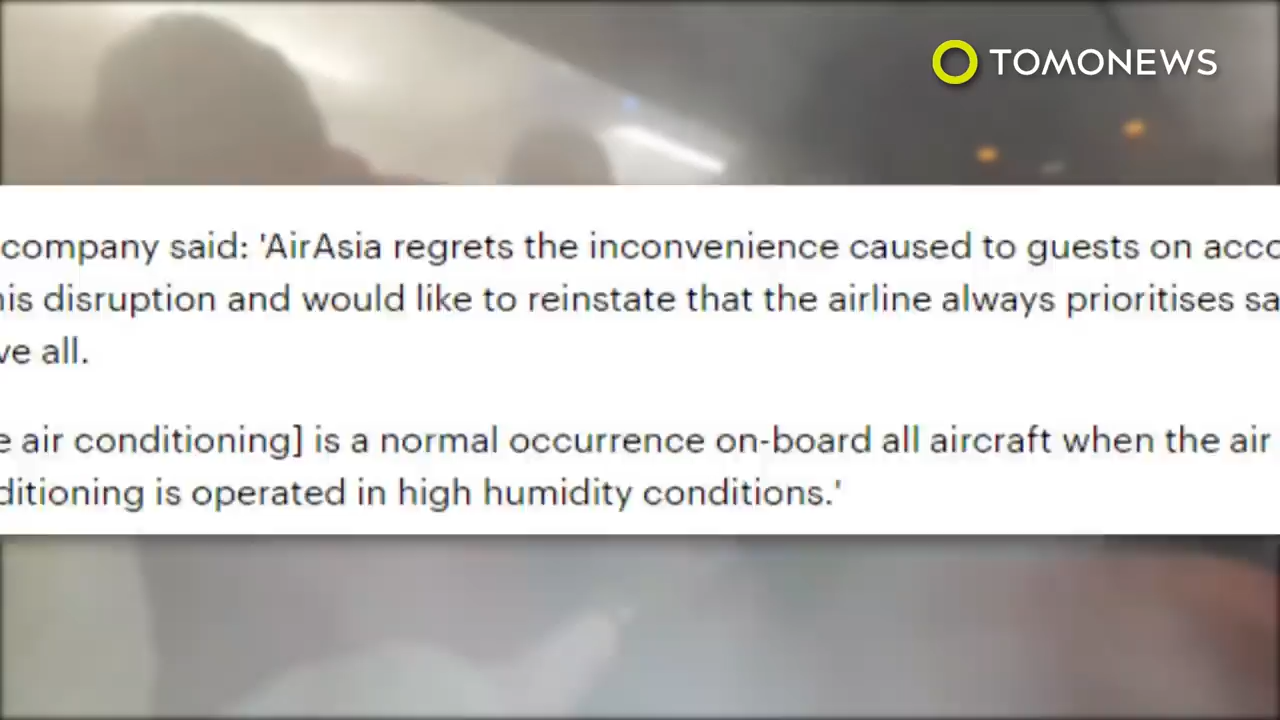 TOMONEWS
company said: 'AirAsia regrets the inconvenience caused to guests on acco
his disruption and would like to reinstate that the airline always prioritises sa
ve all.
e air conditioning] is a normal occurrence on-board all aircraft when the air
ditioning is operated in high humidity conditions.'